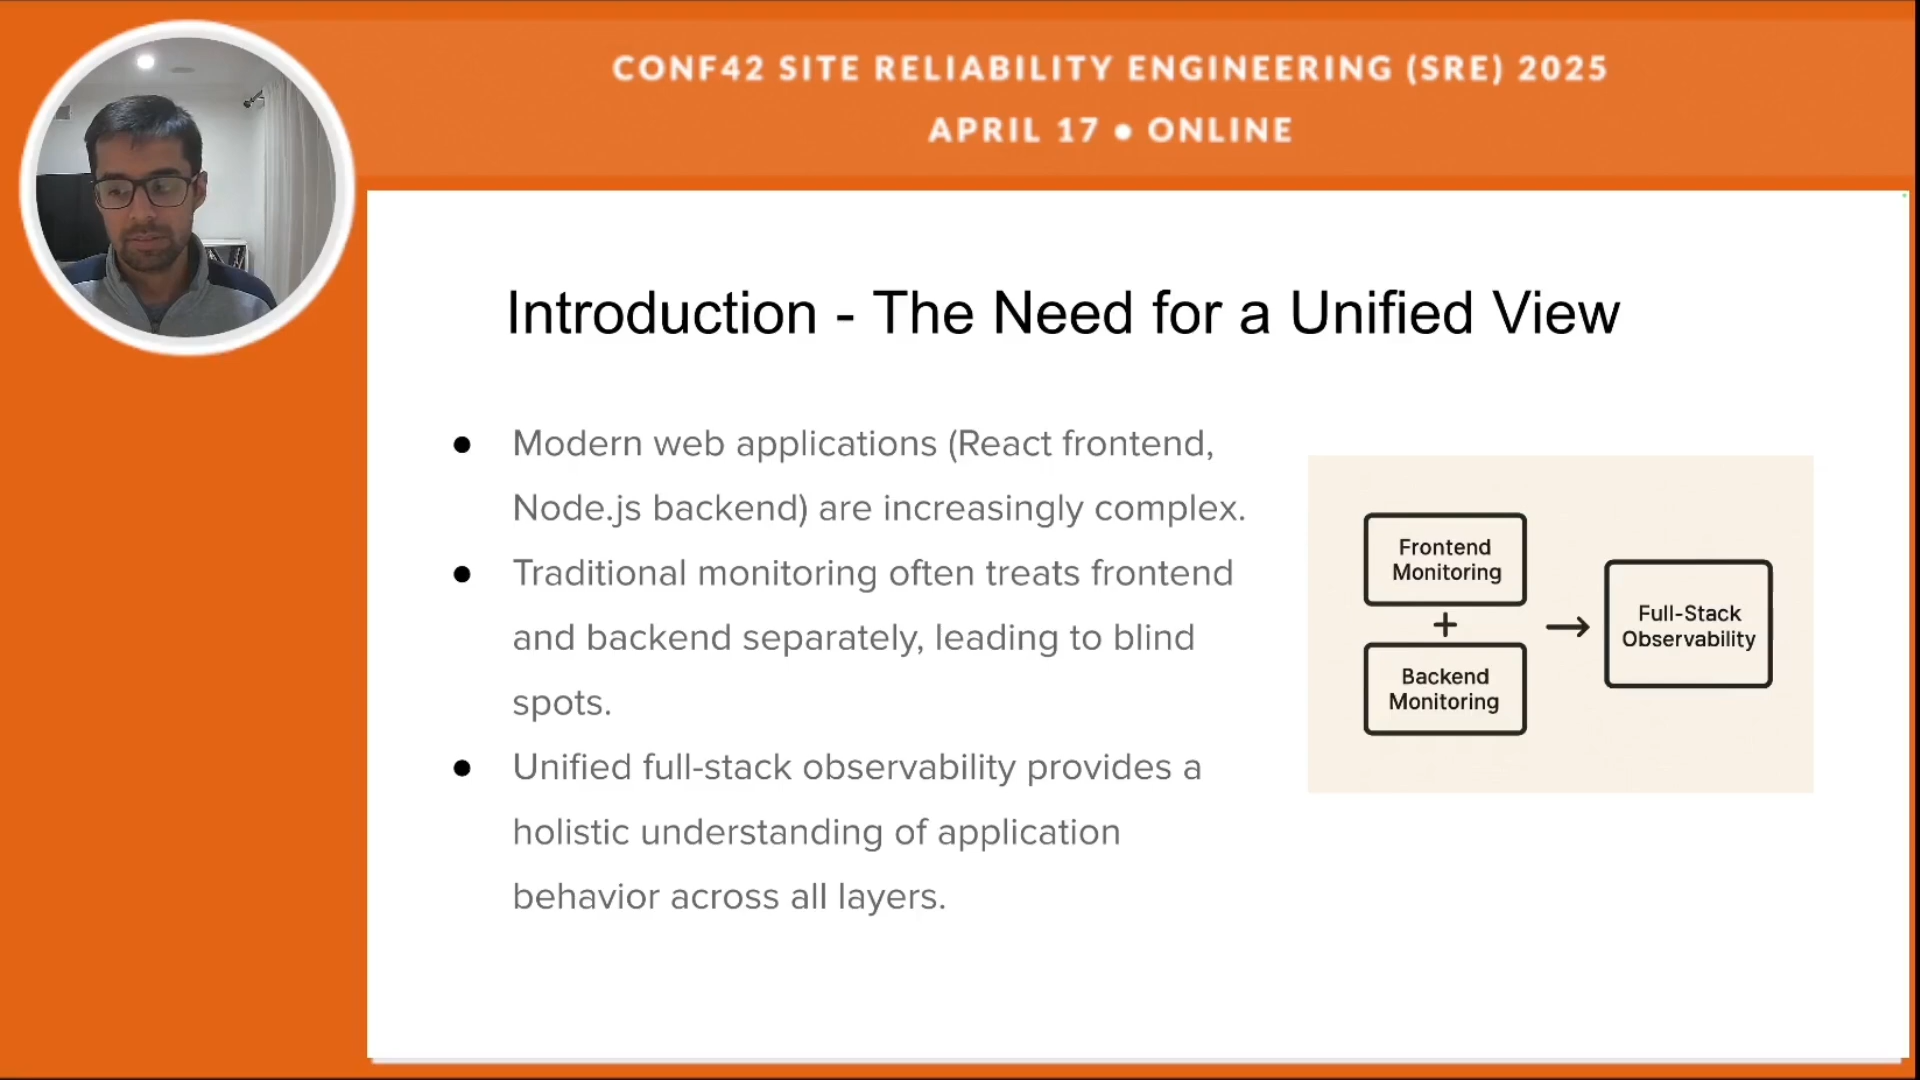 CONF42 SITE RELIABILITY ENGINEERING (SRE) 2025
APRIL 17 ● ONLINE
Introduction - The Need for a Unified View
● Modern web applications (React frontend,
Node.js backend) are increasingly complex.
● Traditional monitoring often treats frontend
and backend separately, leading to blind
spots.
● Unified full-stack observability provides a
holistic understanding of application
behavior across all layers.
Frontend
Monitoring
+
Backend
Monitoring
→
Full-Stack
Observability